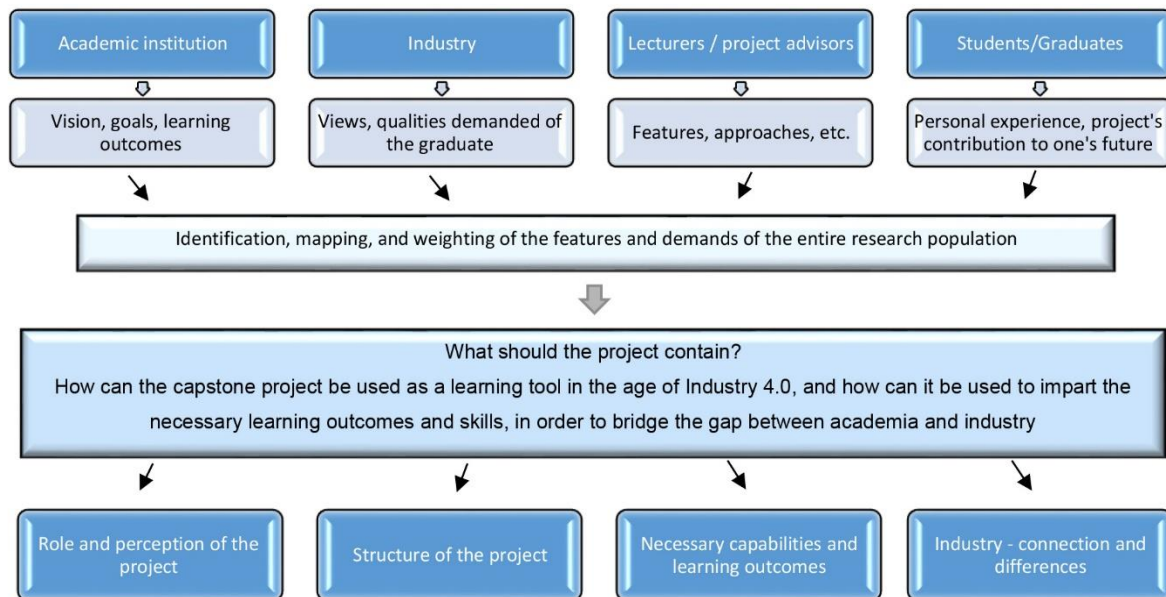 Academic institution
Industry
Lecturers / project advisors
Students/Graduates
Vision, goals, learning
outcomes
Views, qualities demanded of
the graduate
Features, approaches, etc.
Personal experience, project's
contribution to one's future
Identification, mapping, and weighting of the features and demands of the entire research population
What should the project contain?
How can the capstone project be used as a learning tool in the age of Industry 4.0, and how can it be used to impart the
necessary learning outcomes and skills, in order to bridge the gap between academia and industry
Role and perception of the
project
Structure of the project
Necessary capabilities and
learning outcomes
Industry - connection and
differences